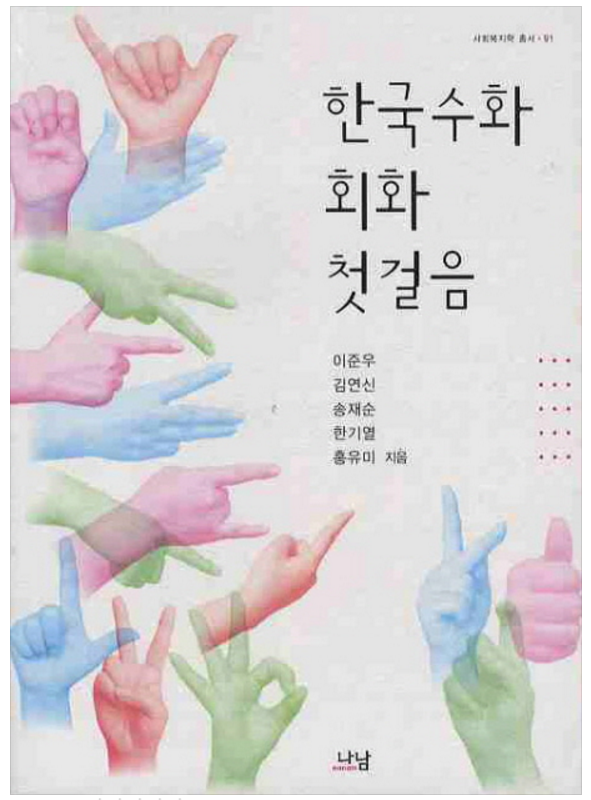 사회복지학 총서 · 91
한국수화
회화
첫걸음
이준우
김연신
송재순
한기열
홍유미 지음
나남
nanam